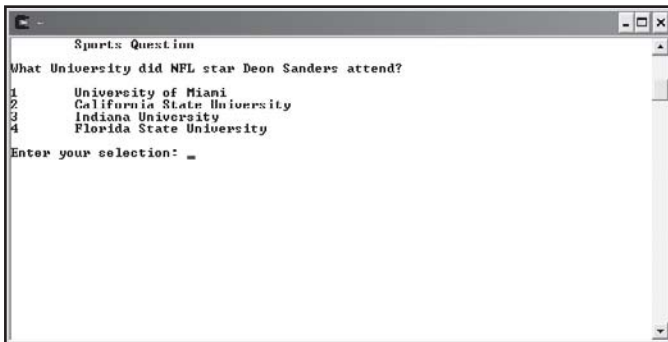 Sports Question
What University did NFL star Deon Sanders attend?
1 University of Miami
2 California State University
3 Indiana University
4 Florida State University
Enter your selection: _